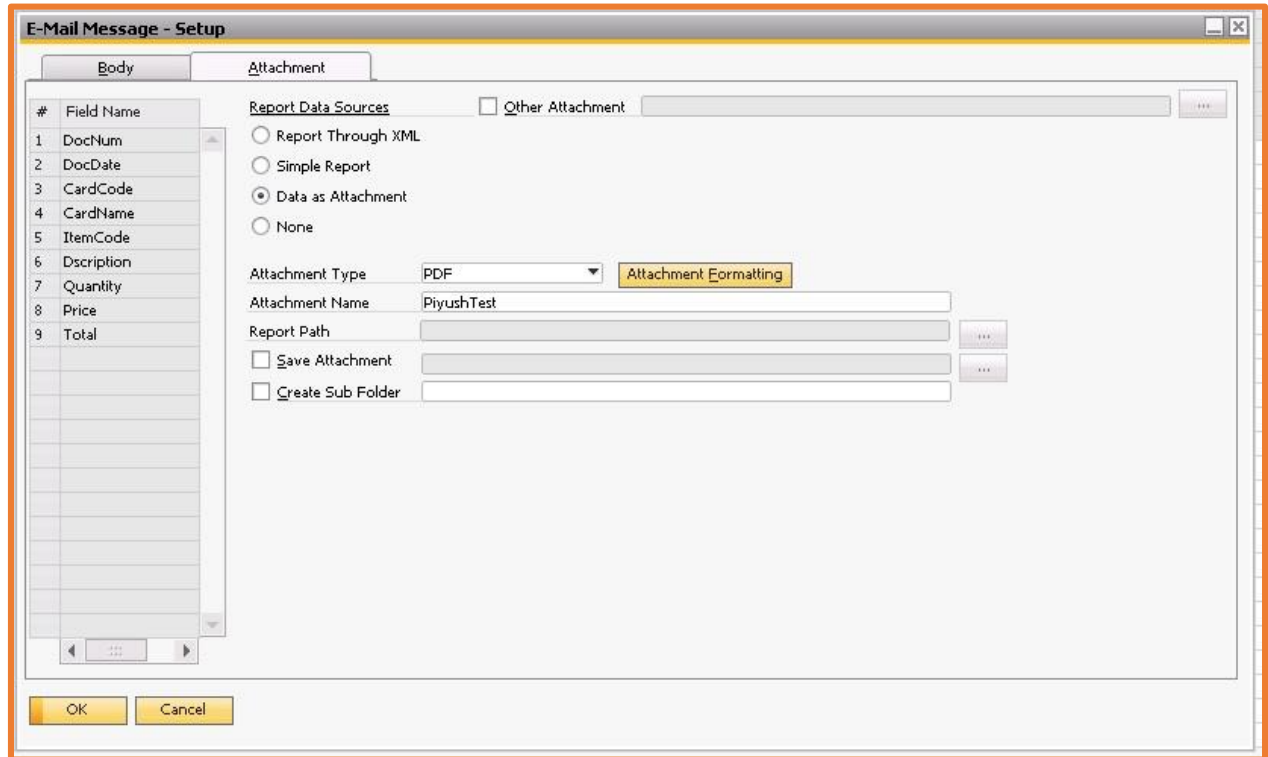 E-Mail Message - Setup
Body
Attachment
# Field Name
1 DocNum
2 DocDate
3 CardCode
4 CardName
5 ItemCode
6 Dscription
7 Quantity
8 Price
9 Total
Report Data Sources
Other Attachment
...
Report Through XML
Simple Report
Data as Attachment
None
Attachment Type PDF Attachment Formatting
Attachment Name PiyushTest
Report Path ...
Save Attachment ...
Create Sub Folder
OK Cancel